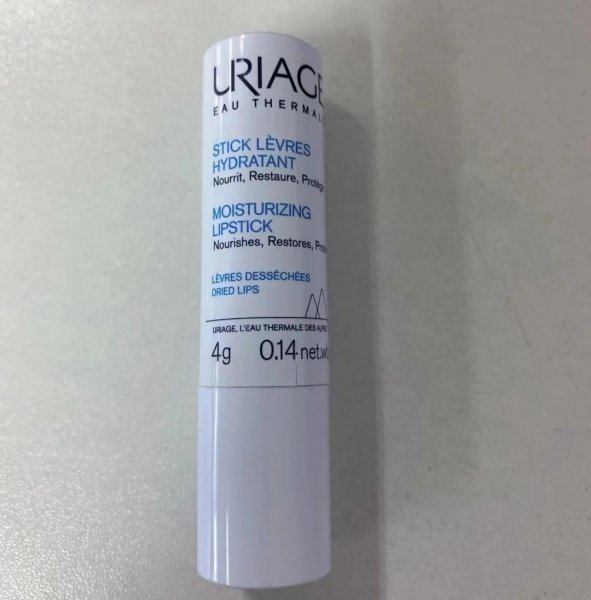 URIAGE
EAU THERMALE
STICK LÈVRES
HYDRATANT
Nourrit, Restaure, Protège
MOISTURIZING
LIPSTICK
Nourishes, Restores,
LÈVRES DESSÉCHÉES
DRIED LIPS
URIAGE, L'EAU THERMALE DES ALPES
4g 0.14 net.wt